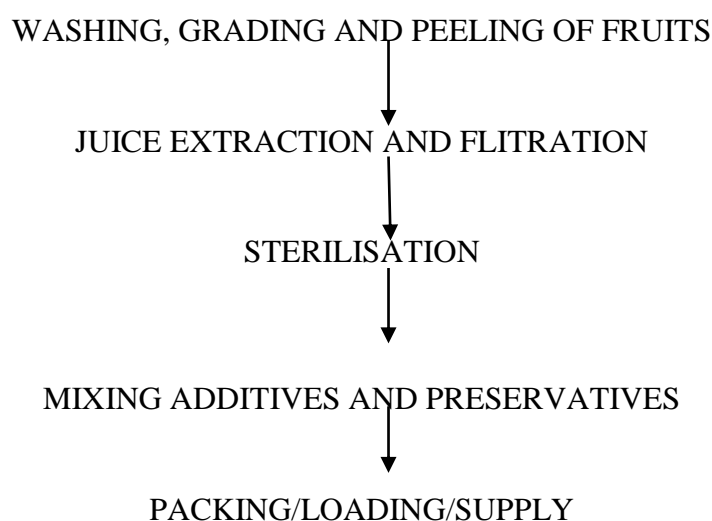 WASHING, GRADING AND PEELING OF FRUITS
JUICE EXTRACTION AND FLITRATION
STERILISATION
MIXING ADDITIVES AND PRESERVATIVES
PACKING/LOADING/SUPPLY